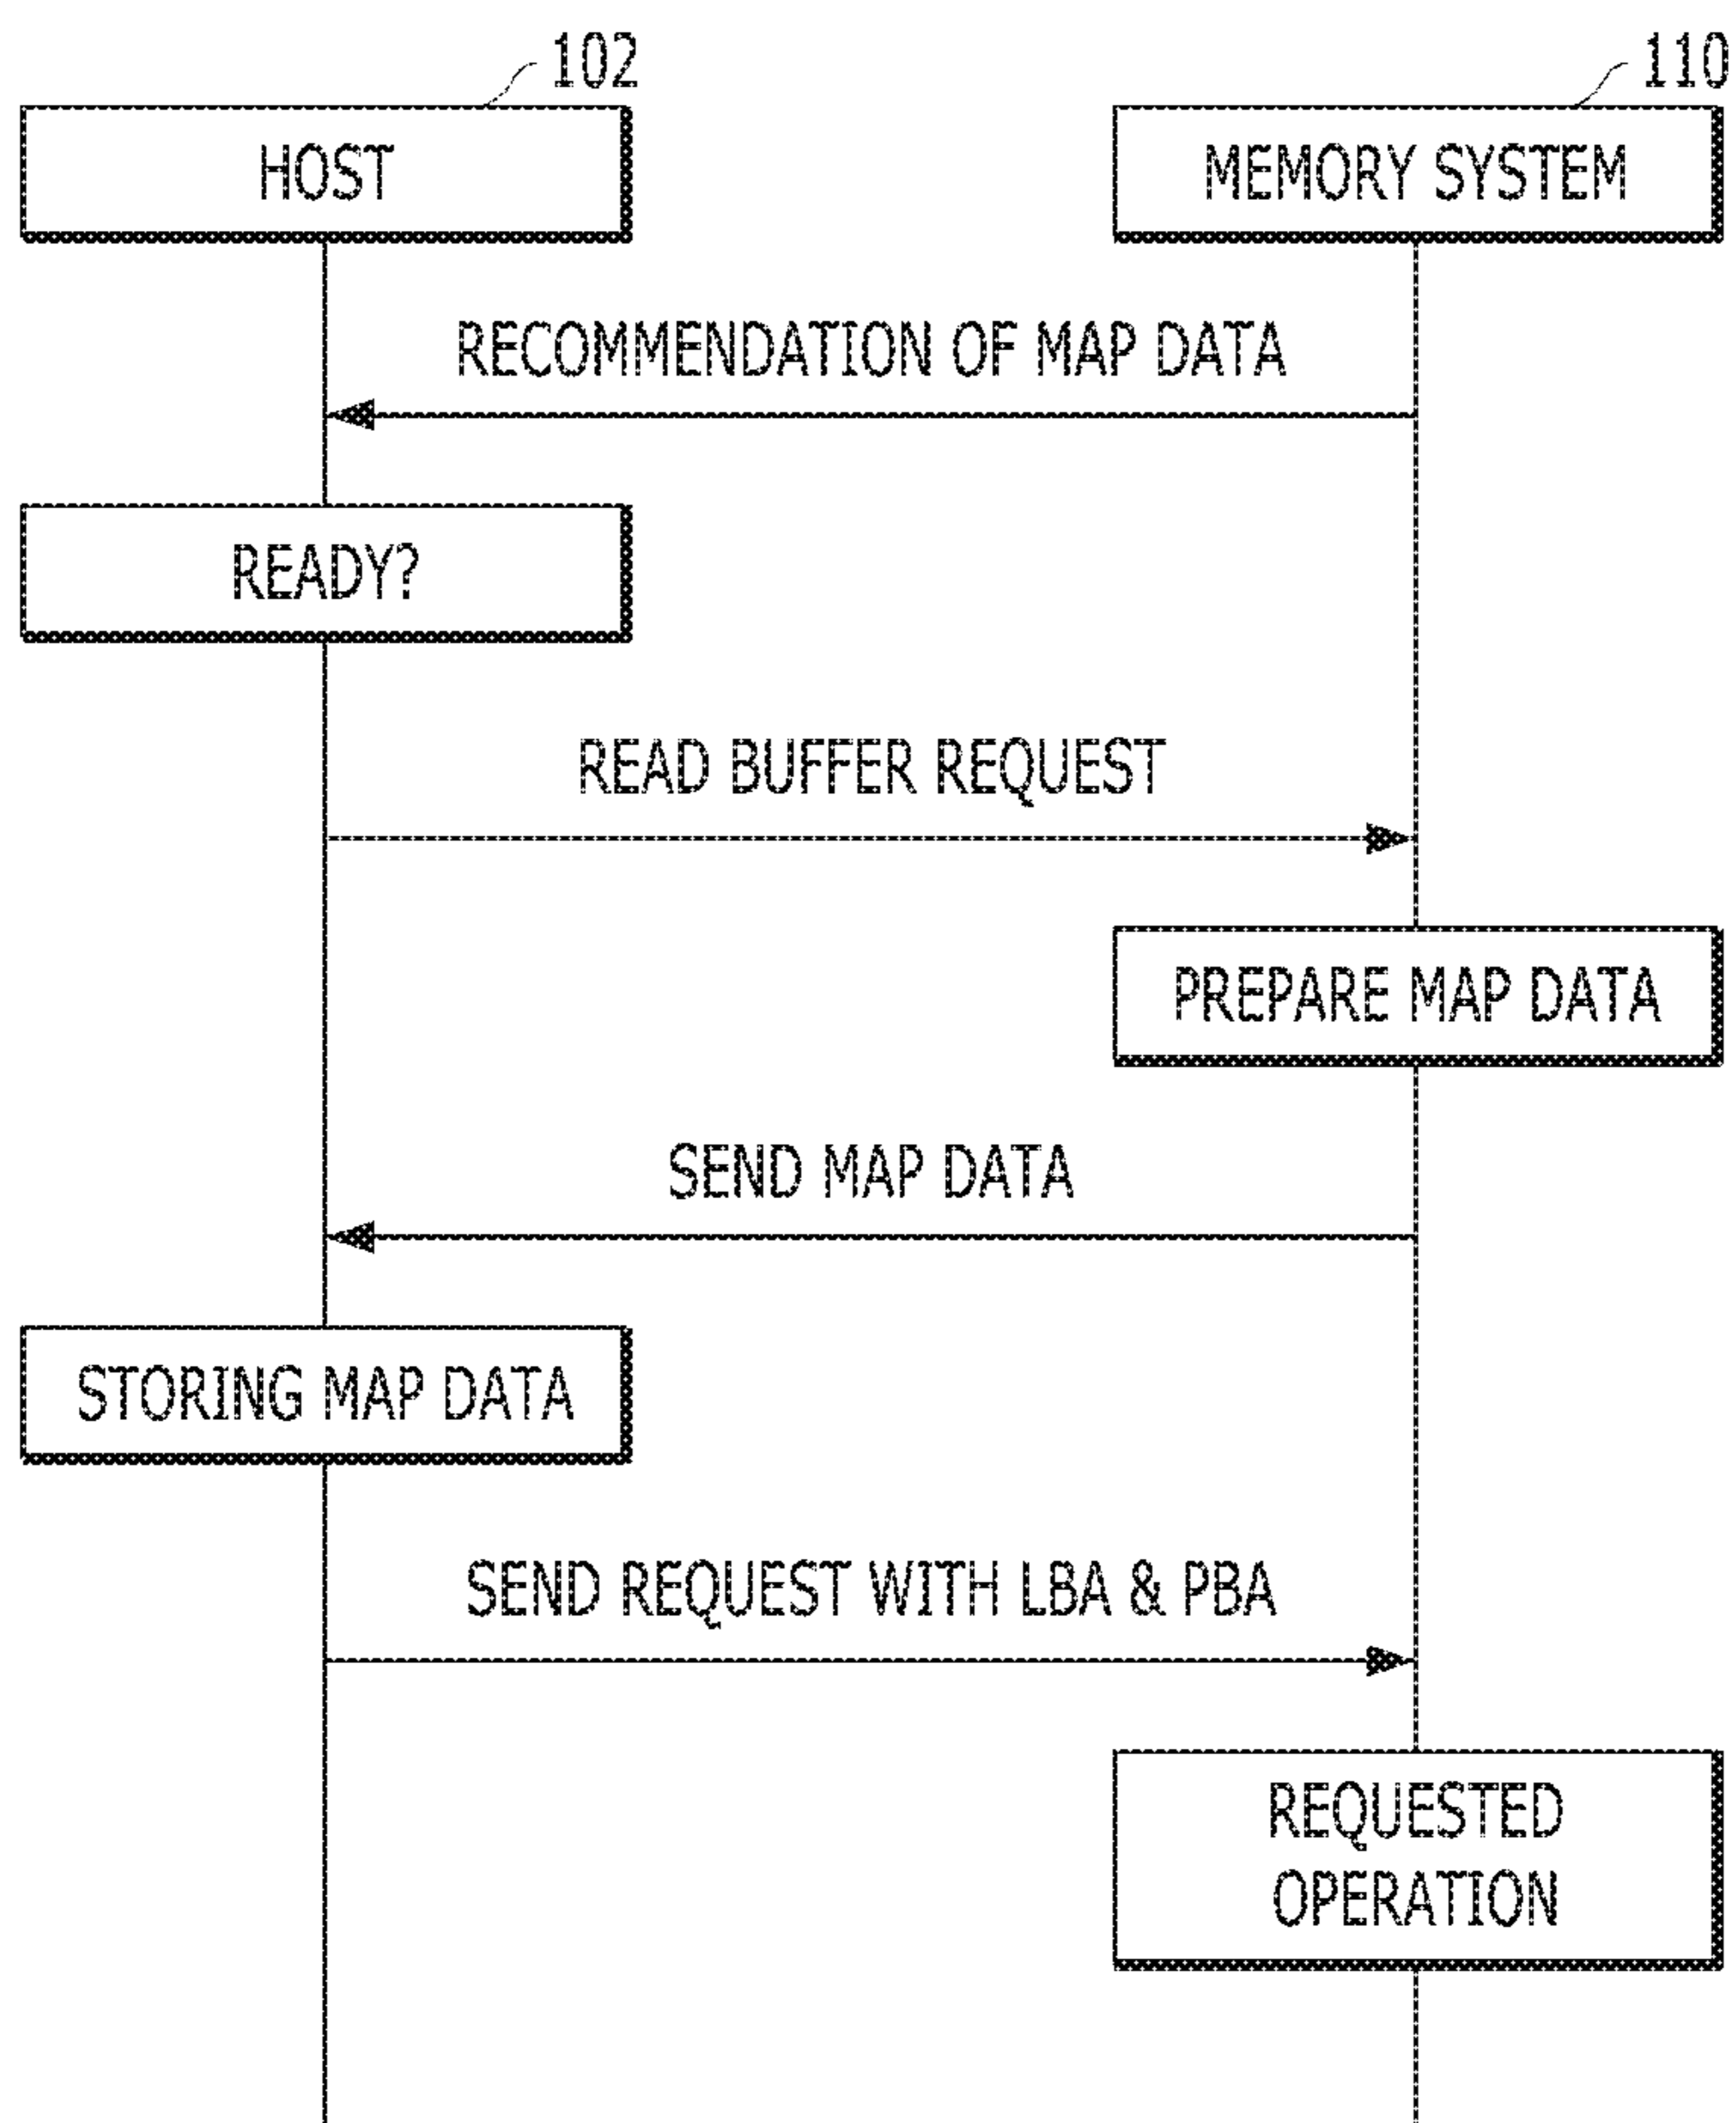 102
110
HOST
MEMORY SYSTEM
RECOMMENDATION OF MAP DATA
READY?
READ BUFFER REQUEST
PREPARE MAP DATA
SEND MAP DATA
STORING MAP DATA
SEND REQUEST WITH LBA & PBA
REQUESTED
OPERATION